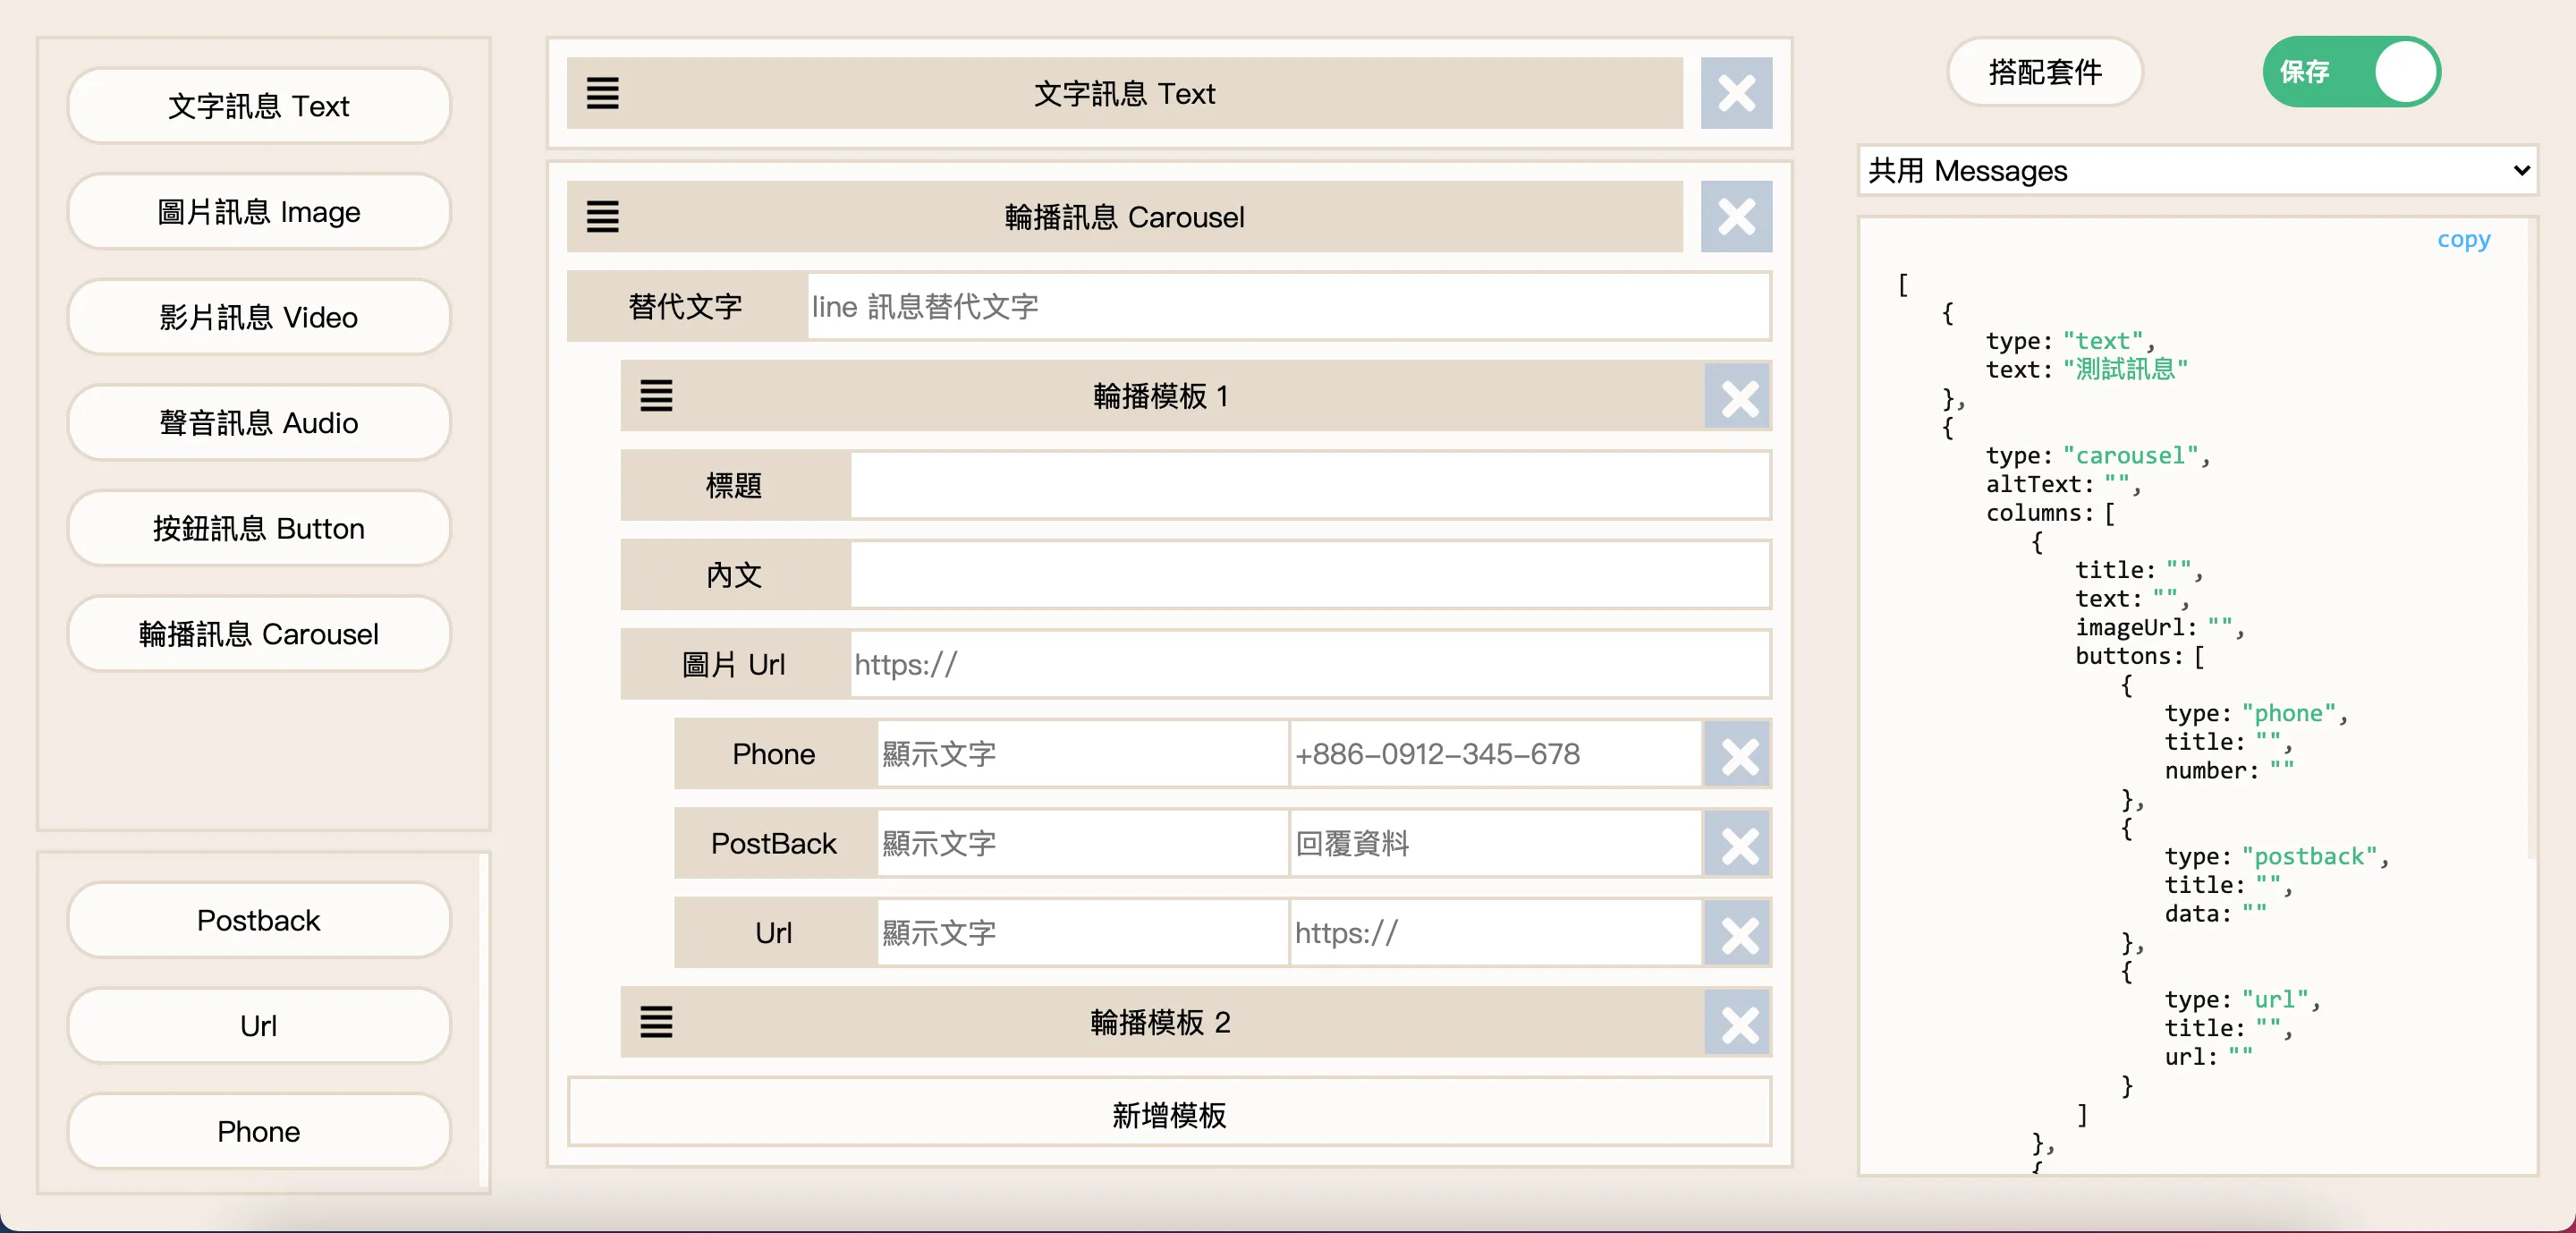 文字訊息 Text
圖片訊息 Image
影片訊息 Video
聲音訊息 Audio
按鈕訊息 Button
輪播訊息 Carousel
Postback
Url
Phone
文字訊息 Text
輪播訊息 Carousel
替代文字 line 訊息替代文字
輪播模板 1
標題
內文
圖片 Url https://
Phone 顯示文字 +886-0912-345-678
PostBack 顯示文字 回覆資料
Url 顯示文字 https://
輪播模板 2
新增模板
搭配套件 保存
共用 Messages
copy
[
{
type: "text",
text: "測試訊息"
},
{
type: "carousel",
altText: "",
columns: [
{
title: "",
text: "",
imageUrl: "",
buttons: [
{
type: "phone",
title: "",
number: ""
},
{
type: "postback",
title: "",
data: ""
},
{
type: "url",
title: "",
url: ""
}
]
},
{